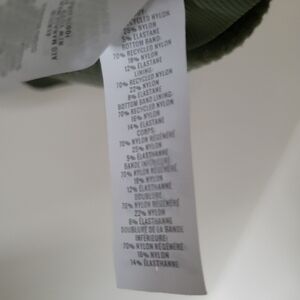 BODY:
70% RECYCLED NYLON
25% NYLON
5% ELASTANE
BOTTOM BAND:
70% RECYCLED NYLON
18% NYLON
12% ELASTANE
LINING:
70% RECYCLED NYLON
22% NYLON
8% ELASTANE
BOTTOM BAND LINING:
70% RECYCLED NYLON
16% NYLON
14% ELASTANE
CORPS:
70% NYLON RÉGÉNÉRÉ
25% NYLON
5% ÉLASTHANNE
BANDE INFÉRIEURE:
70% NYLON RÉGÉNÉRÉ
18% NYLON
12% ÉLASTHANNE
DOUBLURE:
70% NYLON RÉGÉNÉRÉ
22% NYLON
8% ÉLASTHANNE
DOUBLURE DE LA BANDE
INFÉRIEURE:
70% NYLON RÉGÉNÉRÉ
16% NYLON
14% ÉLASTHANNE